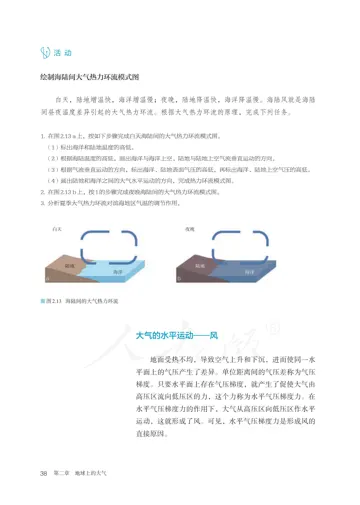 活动
绘制海陆间大气热力环流模式图
白天，陆地增温快，海洋增温慢；夜晚，陆地降温快，海洋降温慢。海陆风就是海陆
间昼夜温度差异引起的大气热力环流。根据大气热力环流的原理，完成下列任务。
1. 在图2.13 a上，按如下步骤完成白天海陆间的大气热力环流模式图。
（1）标出海洋和陆地温度的高低。
（2）根据海陆温度的高低，画出海洋与海洋上空、陆地与陆地上空气流垂直运动的方向。
（3）根据气流垂直运动的方向，标出海洋、陆地表面气压的高低，再标出海洋、陆地上空气压的高低。
（4）画出陆地和海洋之间的大气水平运动的方向，完成热力环流模式图。
2. 在图2.13 b上，按1的步骤完成夜晚海陆间的大气热力环流模式图。
3. 分析夏季大气热力环流对滨海地区气温的调节作用。
白天
夜晚
陆地
海洋
a
陆地
海洋
b
图2.13 海陆间的大气热力环流
大气的水平运动——风
地面受热不均，导致空气上升和下沉，进而使同一水
平面上的气压产生了差异。单位距离间的气压差称为气压
梯度。只要水平面上存在气压梯度，就产生了促使大气由
高压区流向低压区的力，这个力称为水平气压梯度力。在
水平气压梯度力的作用下，大气从高压区向低压区作水平
运动，这就形成了风。可见，水平气压梯度力是形成风的
直接原因。
38 第二章 地球上的大气